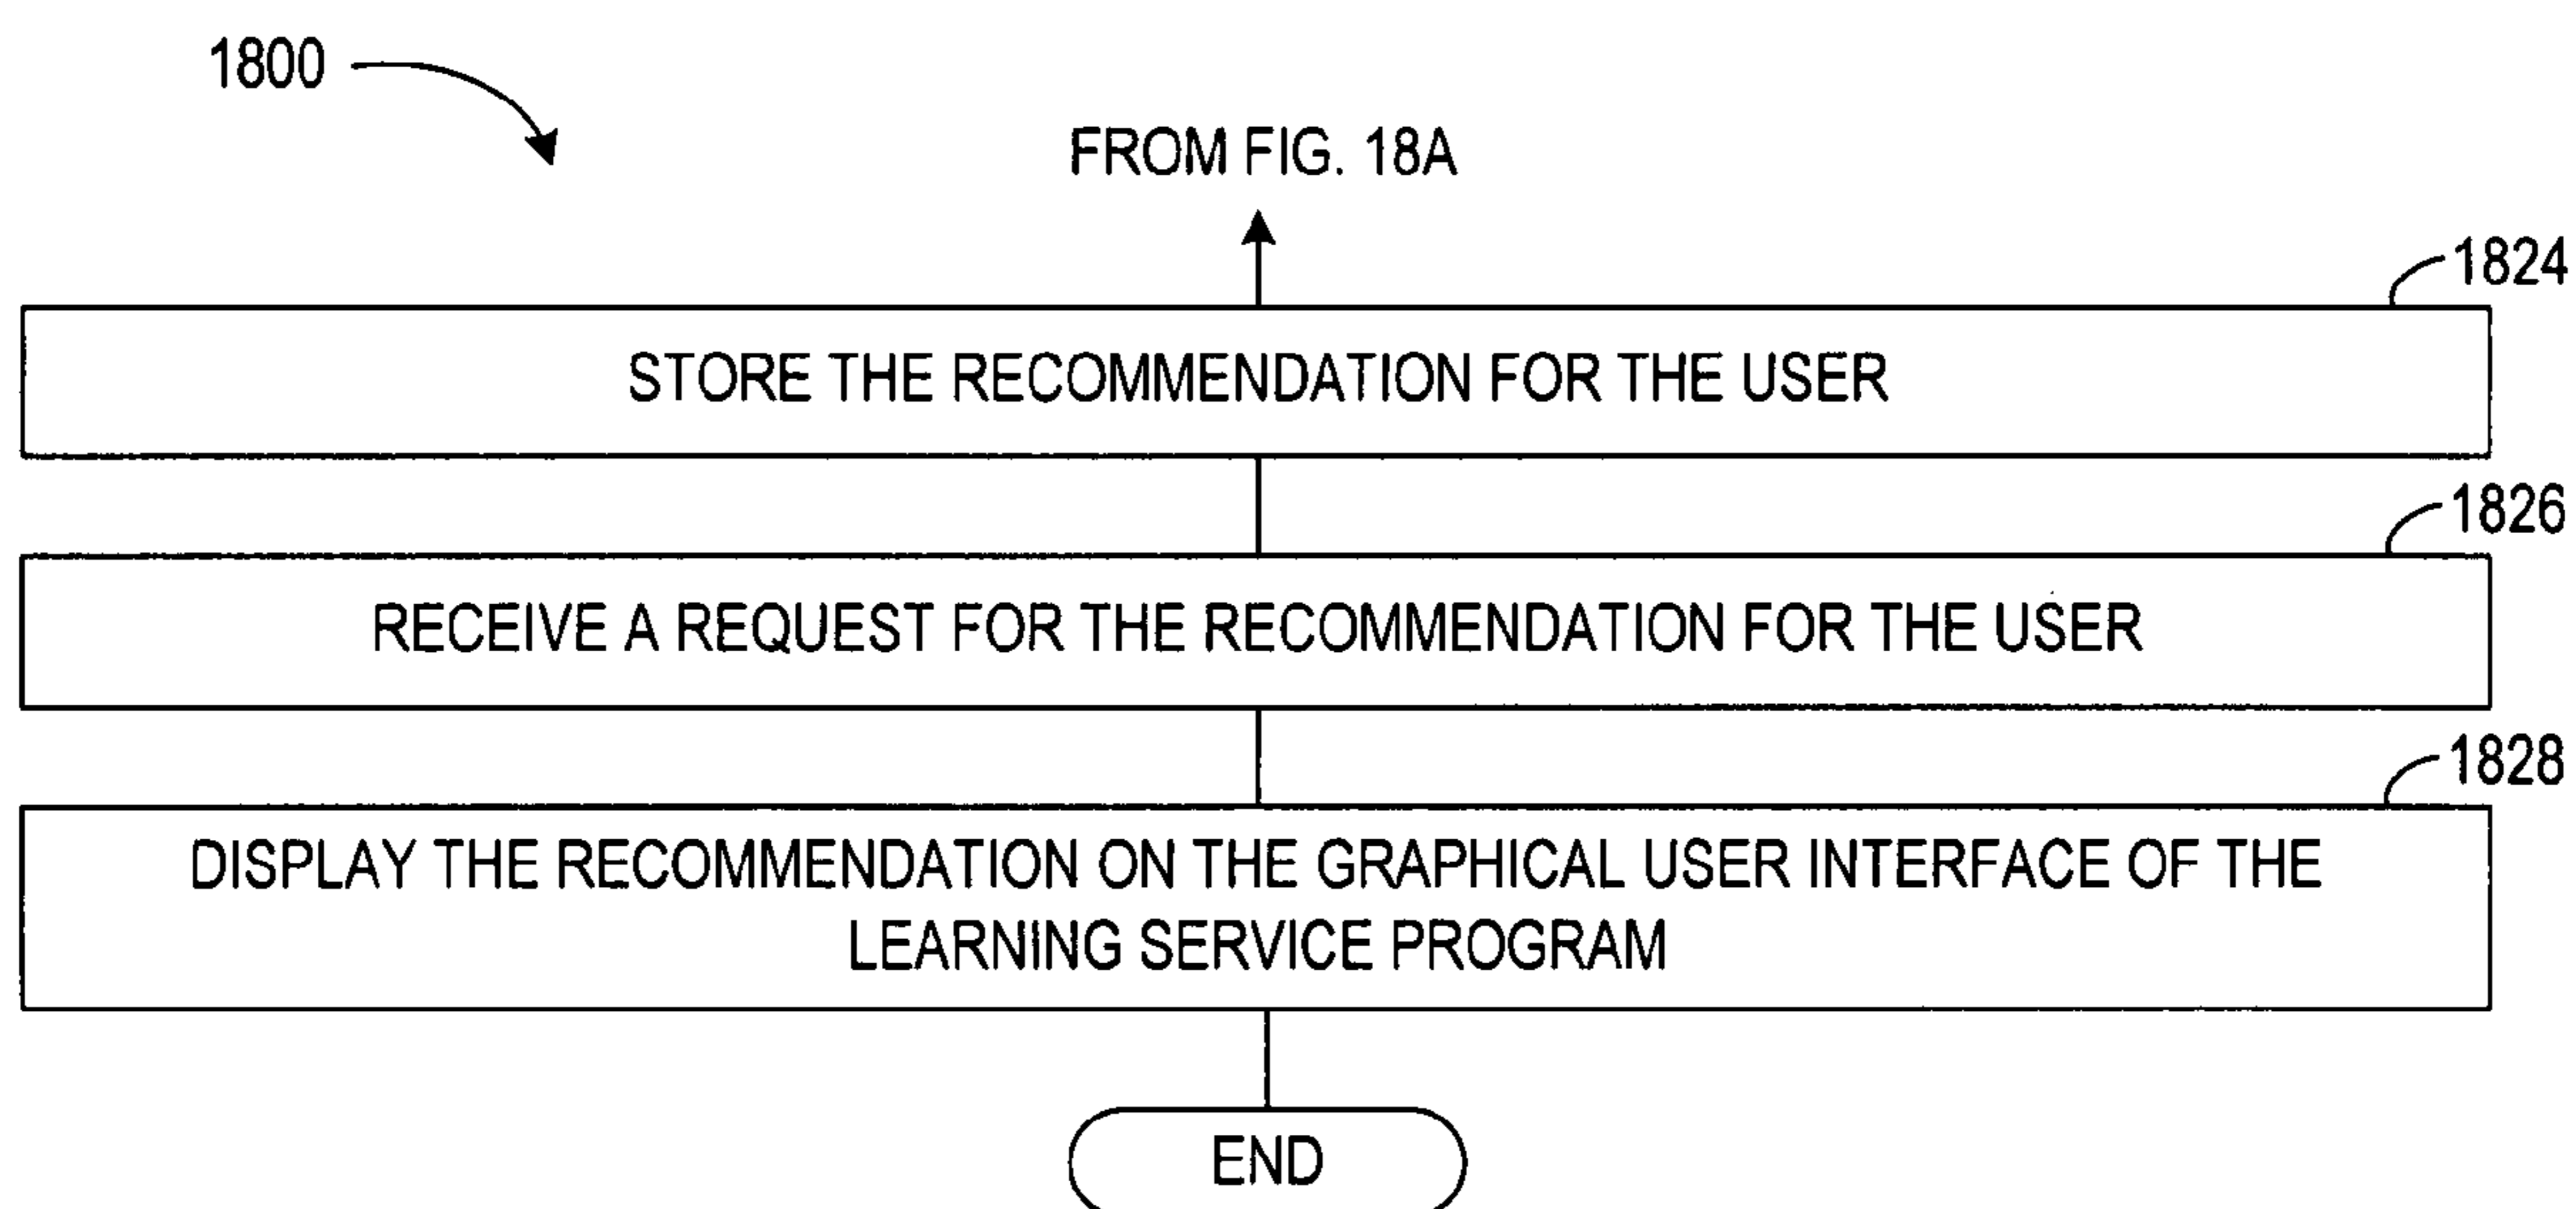 1800
FROM FIG. 18A
1824
STORE THE RECOMMENDATION FOR THE USER
1826
RECEIVE A REQUEST FOR THE RECOMMENDATION FOR THE USER
1828
DISPLAY THE RECOMMENDATION ON THE GRAPHICAL USER INTERFACE OF THE
LEARNING SERVICE PROGRAM
END